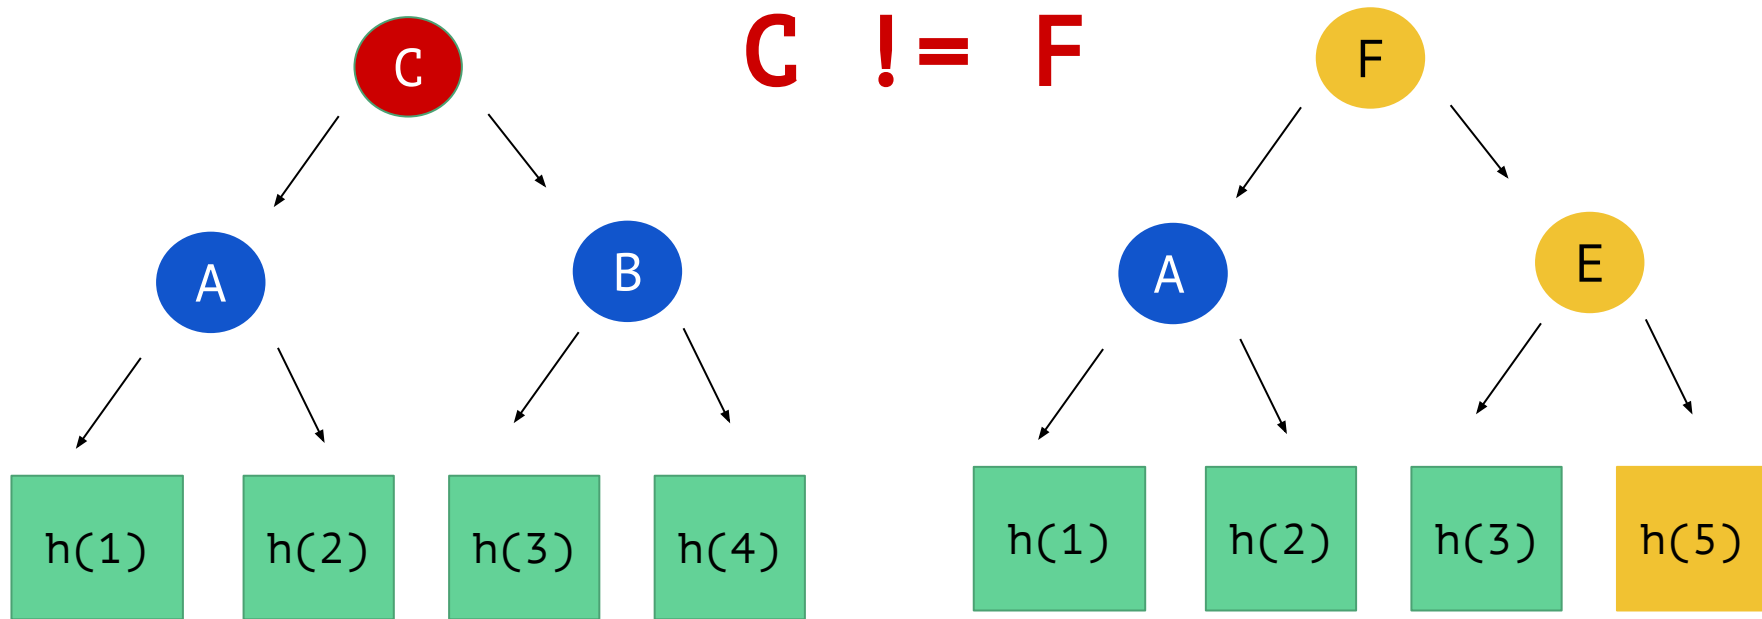 C != F
C
F
A
B
A
E
h(1)
h(2)
h(3)
h(4)
h(1)
h(2)
h(3)
h(5)